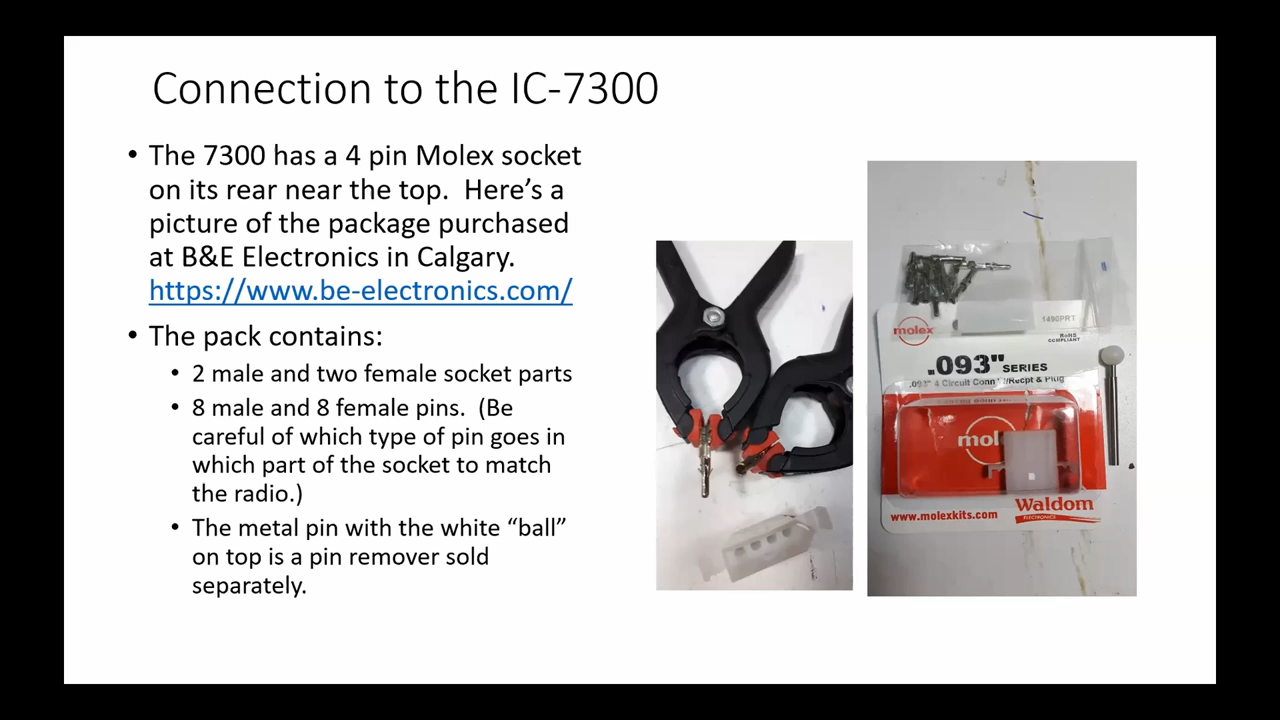 Connection to the IC-7300
• The 7300 has a 4 pin Molex socket
on its rear near the top.  Here’s a
picture of the package purchased
at B&E Electronics in Calgary.
https://www.be-electronics.com/
• The pack contains:
• 2 male and two female socket parts
• 8 male and 8 female pins.  (Be
careful of which type of pin goes in
which part of the socket to match
the radio.)
• The metal pin with the white “ball”
on top is a pin remover sold
separately.
1490PRT
molex
RoHS
COMPLIANT
.093" SERIES
.093" 4 Circuit Conn
Recpt & Plug
Waldom
ELECTRONICS
www.molexkits.com